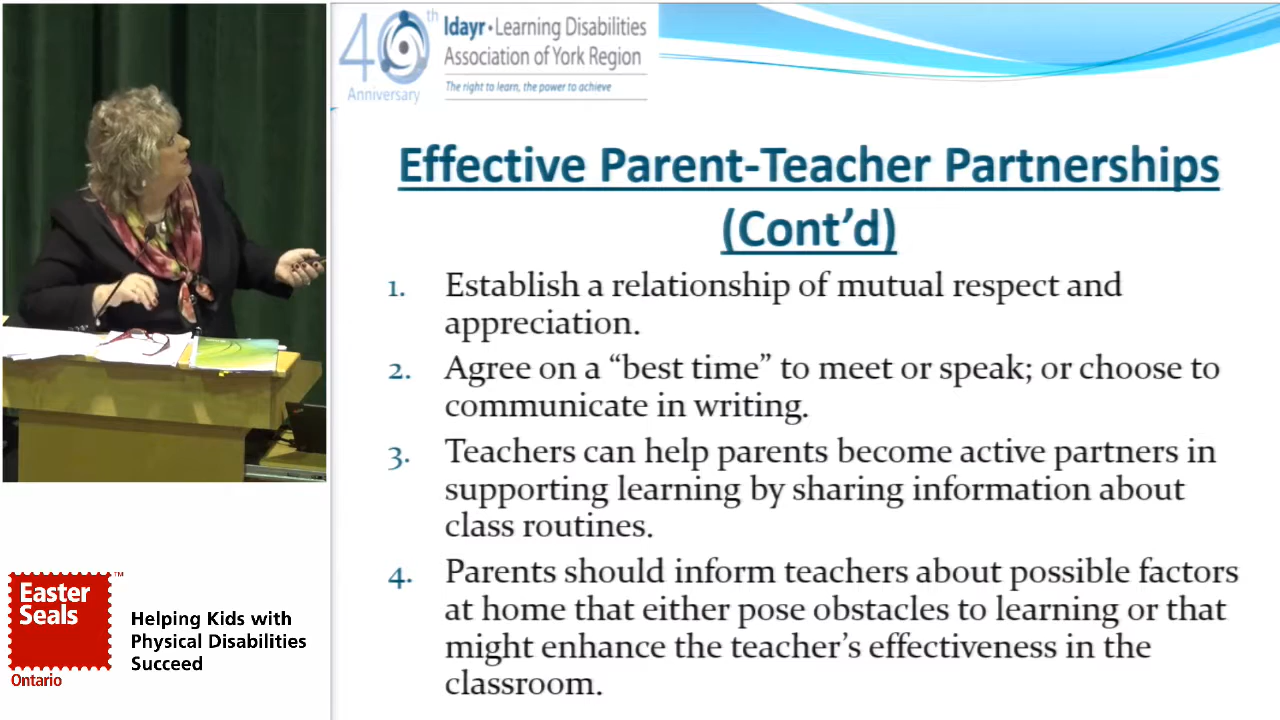 40th
Anniversary
ldayr•Learning Disabilities
Association of York Region
The right to learn, the power to achieve
Effective Parent-Teacher Partnerships
(Cont’d)
1. Establish a relationship of mutual respect and
appreciation.
2. Agree on a “best time” to meet or speak; or choose to
communicate in writing.
3. Teachers can help parents become active partners in
supporting learning by sharing information about
class routines.
4. Parents should inform teachers about possible factors
at home that either pose obstacles to learning or that
might enhance the teacher’s effectiveness in the
classroom.
Easter
Seals
™
Ontario
Helping Kids with
Physical Disabilities
Succeed